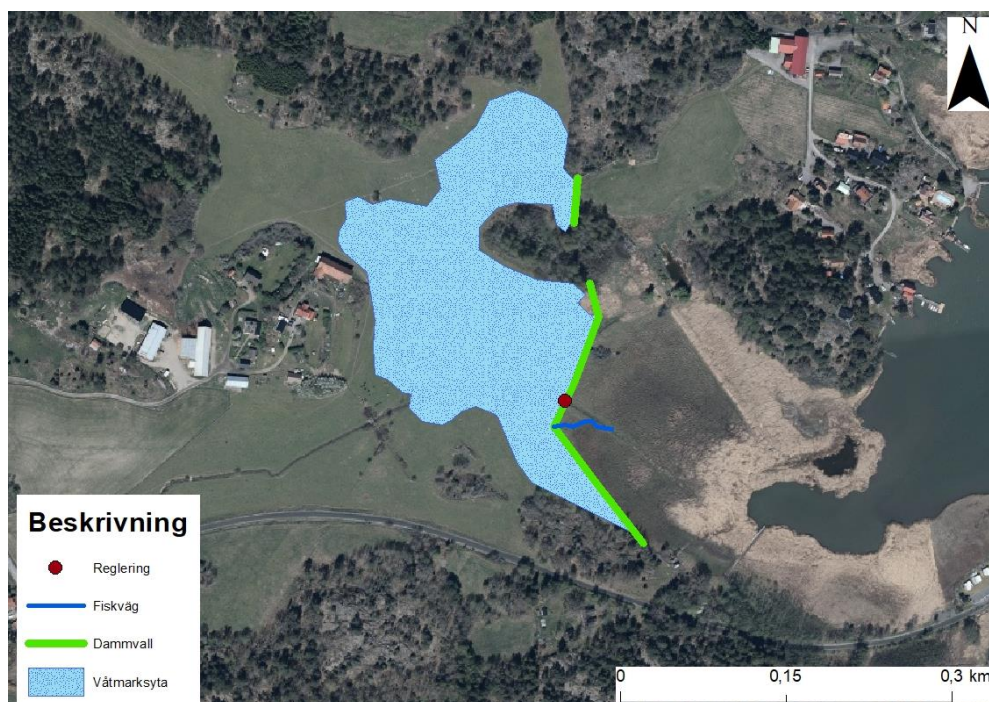 N
Beskrivning
Reglering
Fiskväg
Dammvall
Våtmarksyta
0 0,15 0,3 km